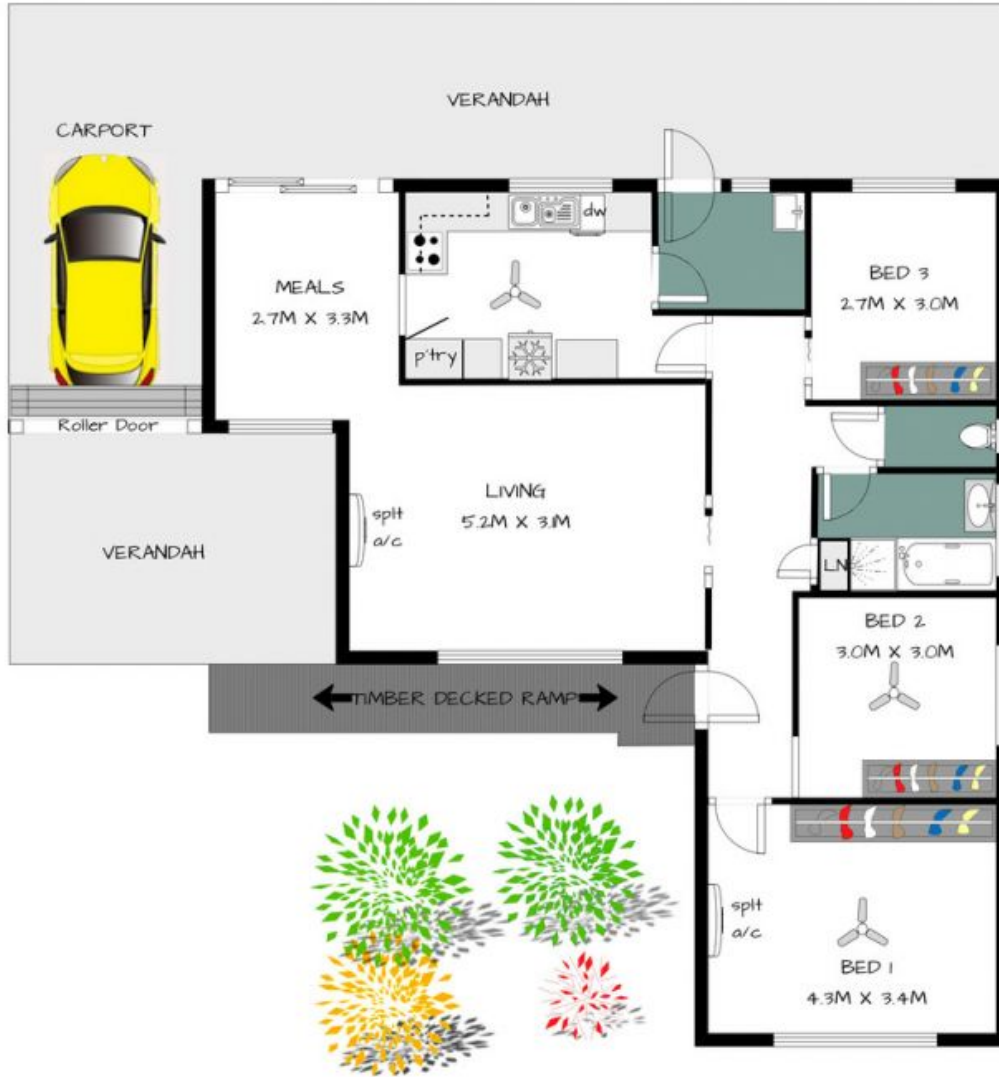 VERANDAH
CARPORT
dw
MEALS
2.7M X 3.3M
BED 3
2.7M X 3.0M
p'try
Roller Door
LIVING
5.2M X 3.1M
splt
a/c
VERANDAH
LN
BED 2
3.0M X 3.0M
TIMBER DECKED RAMP
splt
a/c
BED 1
4.3M X 3.4M